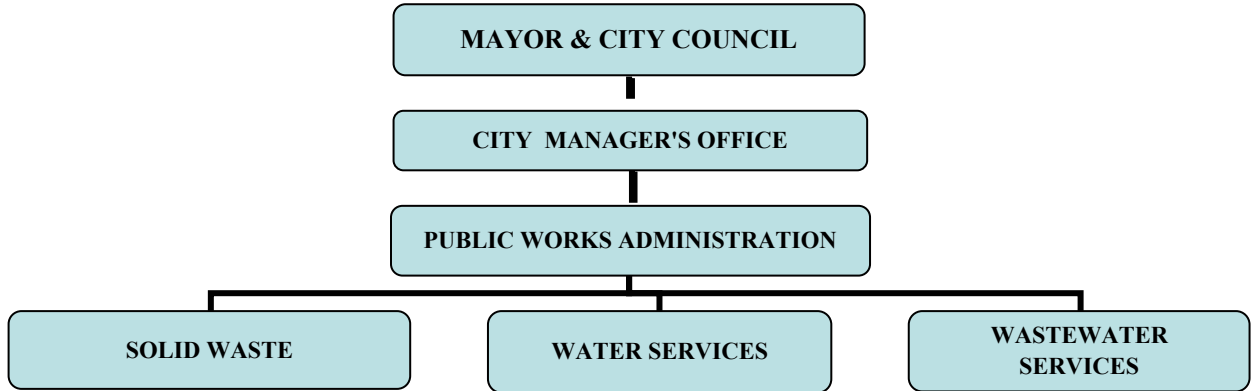 MAYOR & CITY COUNCIL
CITY MANAGER'S OFFICE
PUBLIC WORKS ADMINISTRATION
SOLID WASTE
WATER SERVICES
WASTEWATER
SERVICES